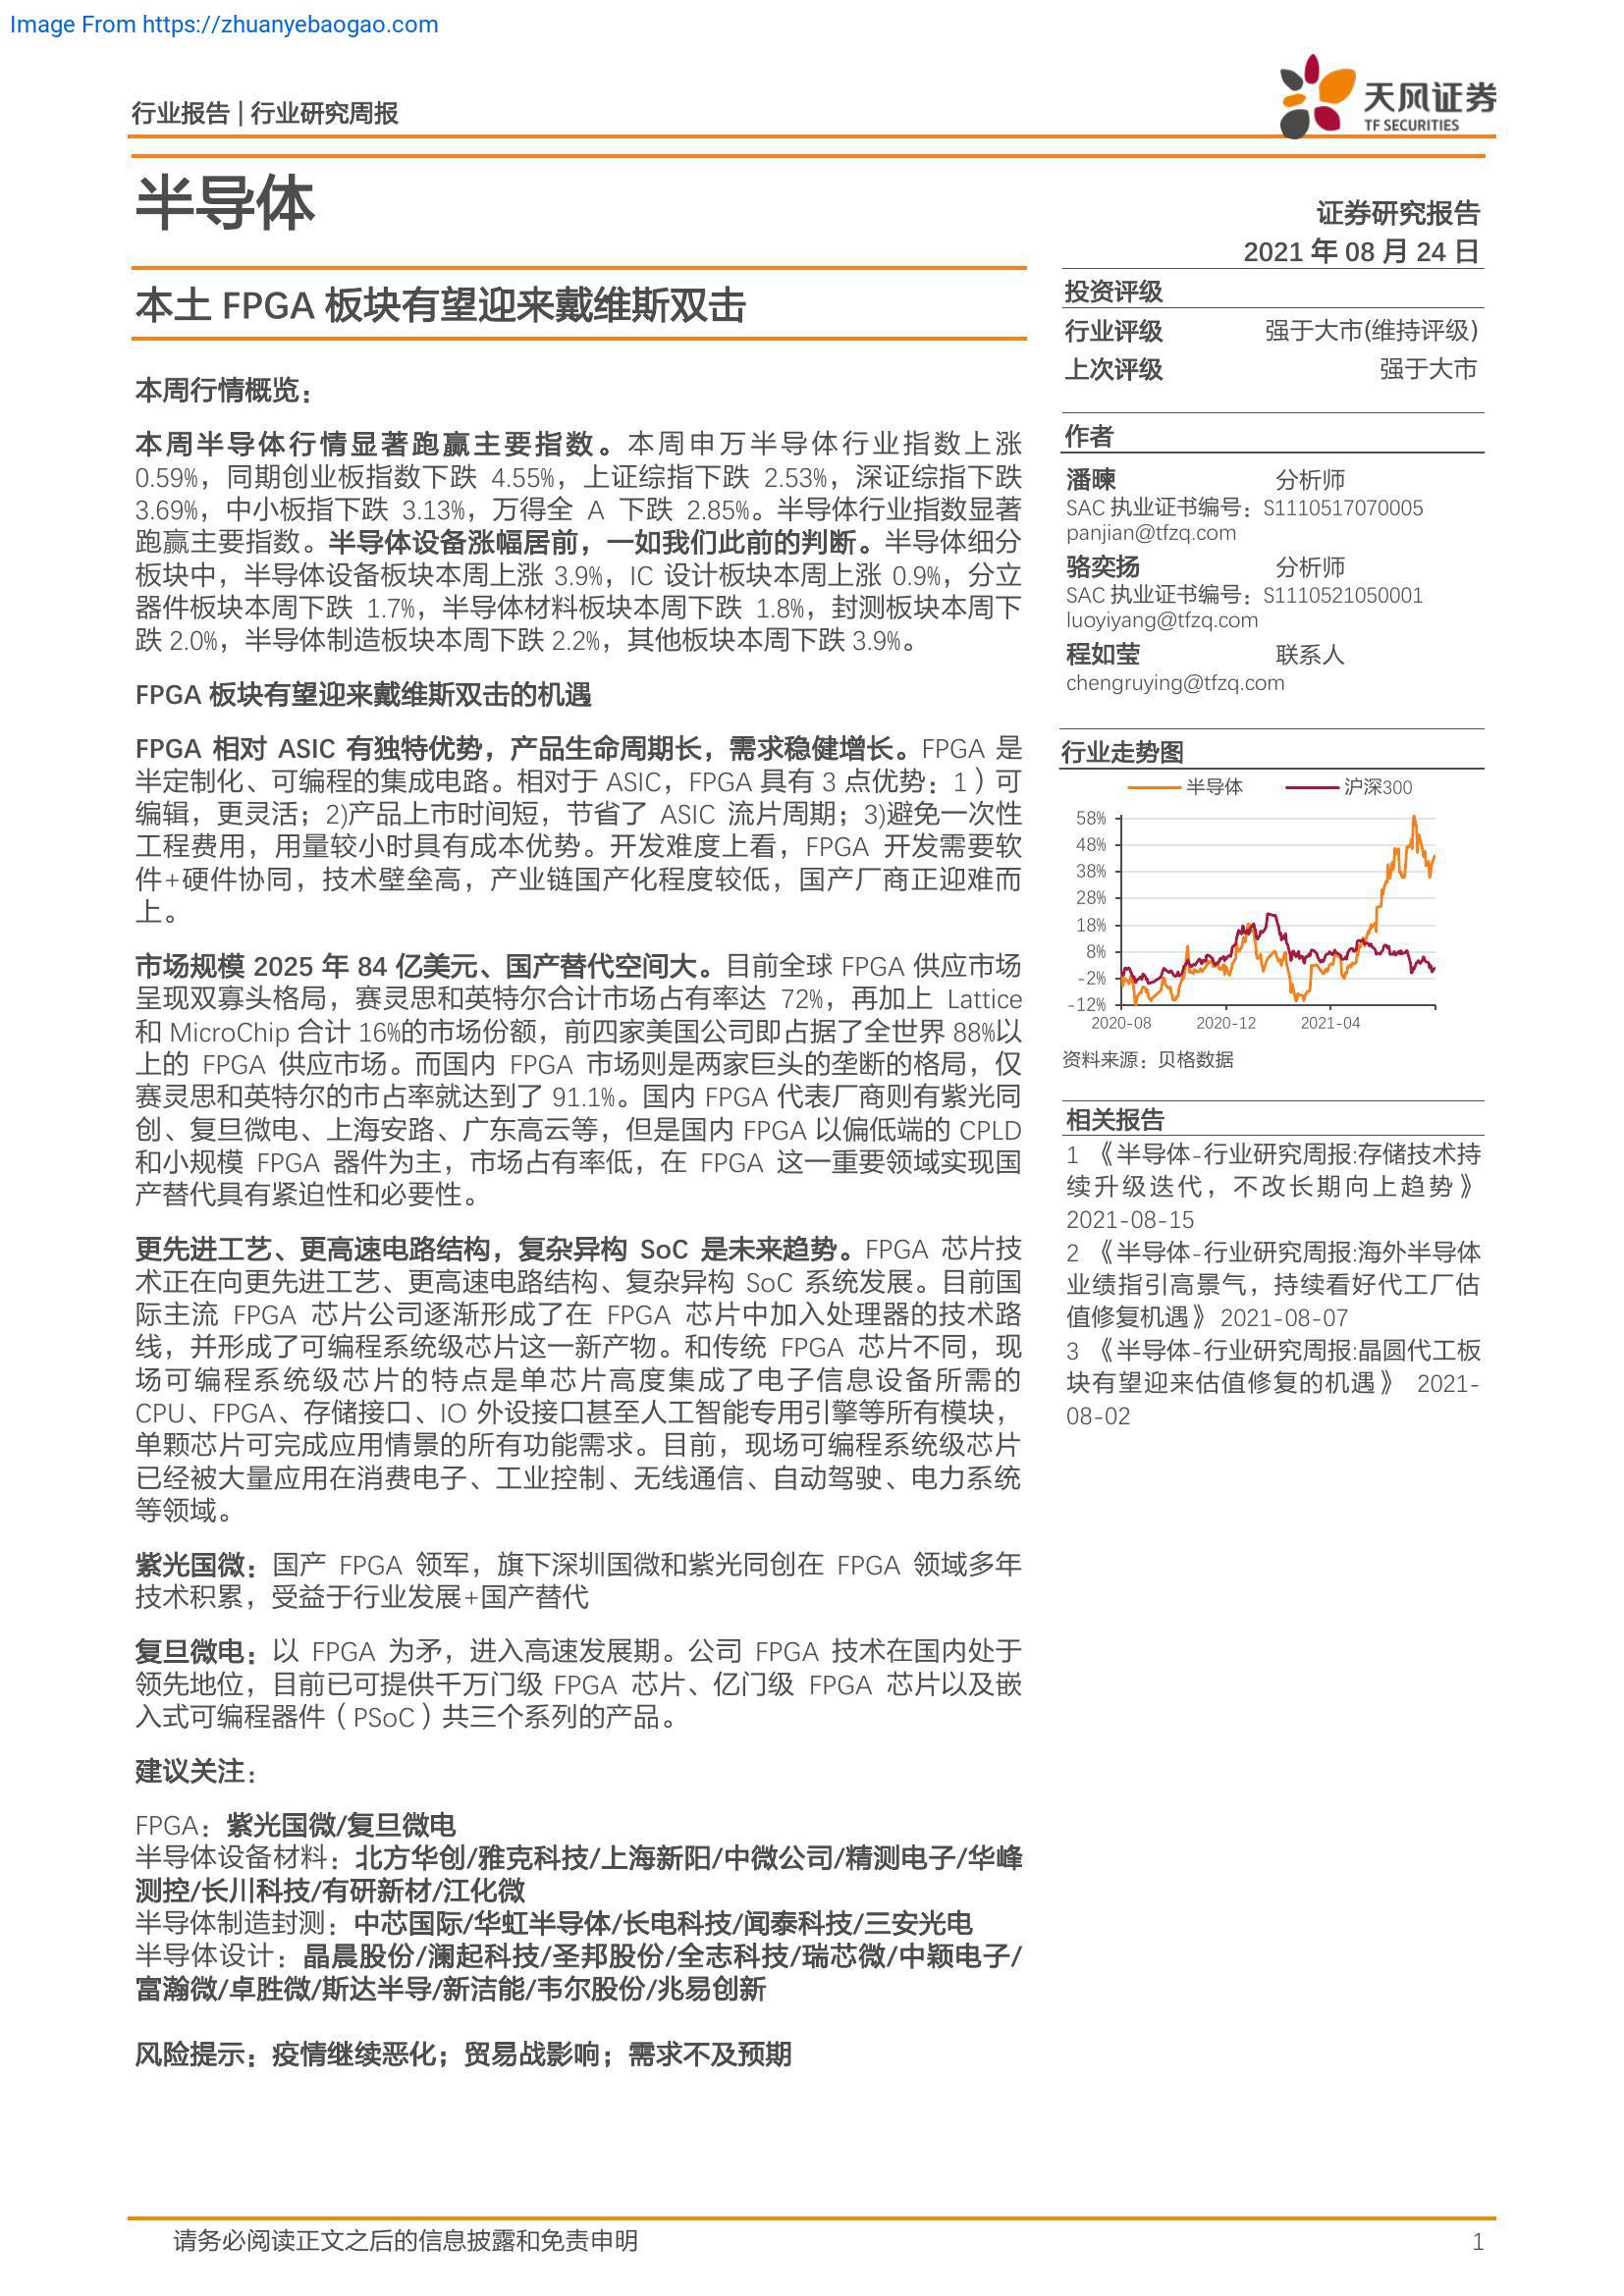 Image From https://zhuanyebaogao.com
行业报告 | 行业研究周报
天风证券
TF SECURITIES
半导体
证券研究报告
2021 年 08 月 24 日
本土 FPGA 板块有望迎来戴维斯双击
本周行情概览：
本周半导体行情显著跑赢主要指数。本周申万半导体行业指数上涨
0.59%，同期创业板指数下跌 4.55%，上证综指下跌 2.53%，深证综指下跌
3.69%，中小板指下跌 3.13%，万得全 A 下跌 2.85%。半导体行业指数显著
跑赢主要指数。半导体设备涨幅居前，一如我们此前的判断。半导体细分
板块中，半导体设备板块本周上涨 3.9%，IC 设计板块本周上涨 0.9%，分立
器件板块本周下跌 1.7%，半导体材料板块本周下跌 1.8%，封测板块本周下
跌 2.0%，半导体制造板块本周下跌 2.2%，其他板块本周下跌 3.9%。
FPGA 板块有望迎来戴维斯双击的机遇
FPGA 相对 ASIC 有独特优势，产品生命周期长，需求稳健增长。FPGA 是
半定制化、可编程的集成电路。相对于 ASIC，FPGA 具有 3 点优势：1）可
编辑，更灵活；2)产品上市时间短，节省了 ASIC 流片周期；3)避免一次性
工程费用，用量较小时具有成本优势。开发难度上看，FPGA 开发需要软
件+硬件协同，技术壁垒高，产业链国产化程度较低，国产厂商正迎难而
上。
市场规模 2025 年 84 亿美元、国产替代空间大。目前全球 FPGA 供应市场
呈现双寡头格局，赛灵思和英特尔合计市场占有率达 72%，再加上 Lattice
和 MicroChip 合计 16%的市场份额，前四家美国公司即占据了全世界 88%以
上的 FPGA 供应市场。而国内 FPGA 市场则是两家巨头的垄断的格局，仅
赛灵思和英特尔的市占率就达到了 91.1%。国内 FPGA 代表厂商则有紫光同
创、复旦微电、上海安路、广东高云等，但是国内 FPGA 以偏低端的 CPLD
和小规模 FPGA 器件为主，市场占有率低，在 FPGA 这一重要领域实现国
产替代具有紧迫性和必要性。
更先进工艺、更高速电路结构，复杂异构 SoC 是未来趋势。FPGA 芯片技
术正在向更先进工艺、更高速电路结构、复杂异构 SoC 系统发展。目前国
际主流 FPGA 芯片公司逐渐形成了在 FPGA 芯片中加入处理器的技术路
线，并形成了可编程系统级芯片这一新产物。和传统 FPGA 芯片不同，现
场可编程系统级芯片的特点是单芯片高度集成了电子信息设备所需的
CPU、FPGA、存储接口、IO 外设接口甚至人工智能专用引擎等所有模块，
单颗芯片可完成应用情景的所有功能需求。目前，现场可编程系统级芯片
已经被大量应用在消费电子、工业控制、无线通信、自动驾驶、电力系统
等领域。
紫光国微：国产 FPGA 领军，旗下深圳国微和紫光同创在 FPGA 领域多年
技术积累，受益于行业发展+国产替代
复旦微电：以 FPGA 为矛，进入高速发展期。公司 FPGA 技术在国内处于
领先地位，目前已可提供千万门级 FPGA 芯片、亿门级 FPGA 芯片以及嵌
入式可编程器件（PSoC）共三个系列的产品。
建议关注：
FPGA：紫光国微/复旦微电
半导体设备材料：北方华创/雅克科技/上海新阳/中微公司/精测电子/华峰
测控/长川科技/有研新材/江化微
半导体制造封测：中芯国际/华虹半导体/长电科技/闻泰科技/三安光电
半导体设计：晶晨股份/澜起科技/圣邦股份/全志科技/瑞芯微/中颖电子/
富瀚微/卓胜微/斯达半导/新洁能/韦尔股份/兆易创新
风险提示：疫情继续恶化；贸易战影响；需求不及预期
投资评级
行业评级 强于大市(维持评级)
上次评级 强于大市
作者
潘暕 分析师
SAC 执业证书编号：S1110517070005
panjian@tfzq.com
骆奕扬 分析师
SAC 执业证书编号：S1110521050001
luoyiyang@tfzq.com
程如莹 联系人
chengruying@tfzq.com
行业走势图
半导体 沪深300
58%
48%
38%
28%
18%
8%
-2%
-12%
2020-08 2020-12 2021-04
资料来源：贝格数据
相关报告
1 《半导体-行业研究周报:存储技术持
续升级迭代，不改长期向上趋势》
2021-08-15
2 《半导体-行业研究周报:海外半导体
业绩指引高景气，持续看好代工厂估
值修复机遇》 2021-08-07
3 《半导体-行业研究周报:晶圆代工板
块有望迎来估值修复的机遇》 2021-
08-02
请务必阅读正文之后的信息披露和免责申明
1